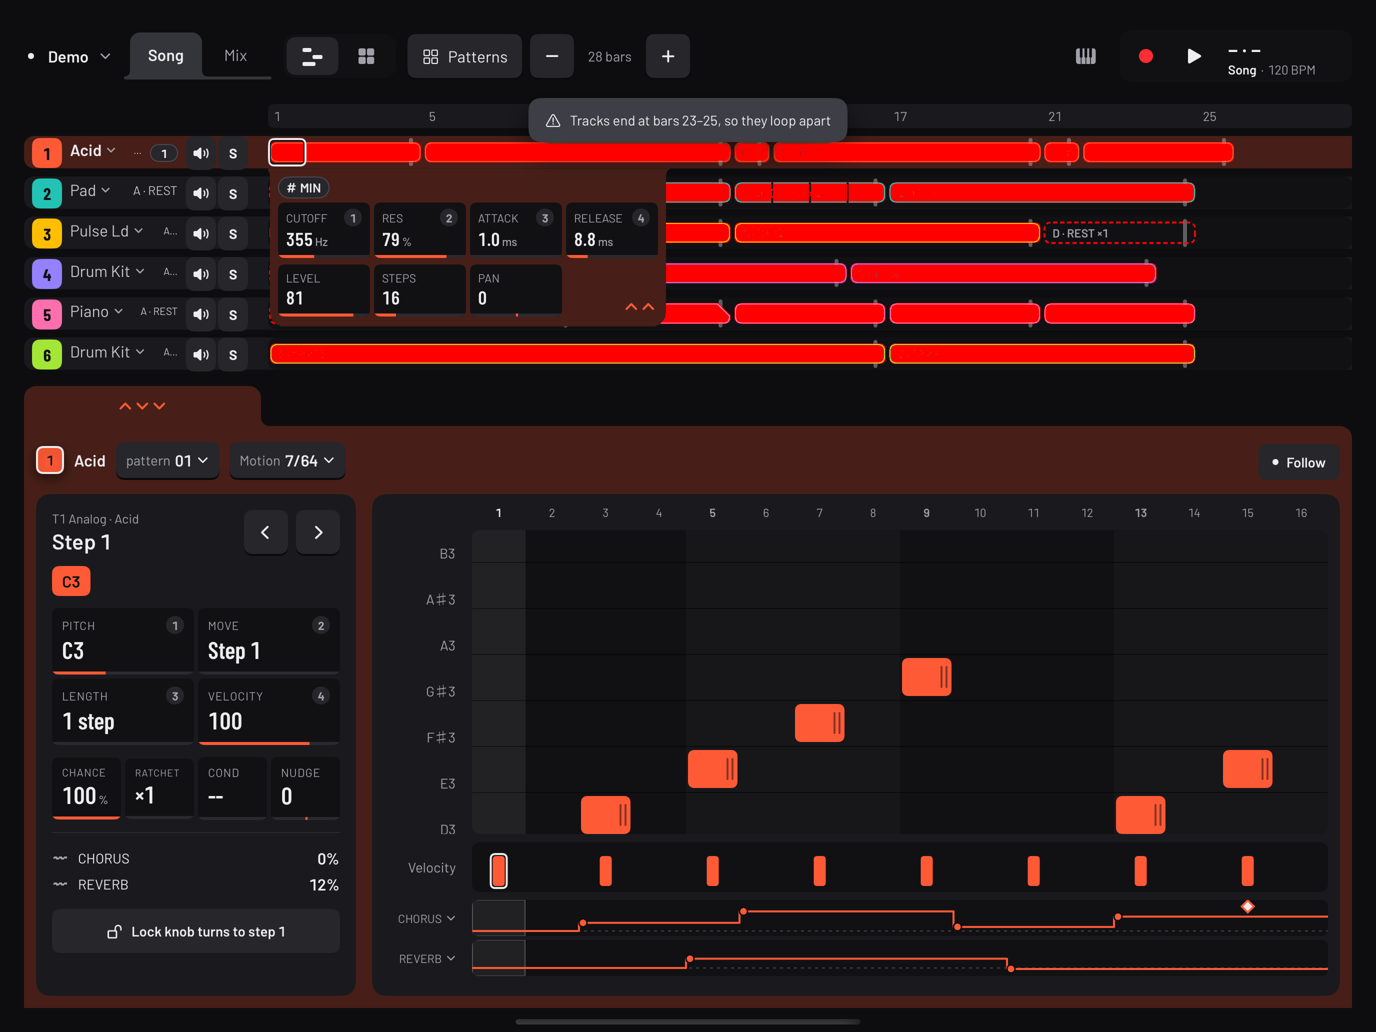 Demo
Song
Mix
Patterns
28 bars
Song · 120 BPM
1 5 17 21 25
Tracks end at bars 23–25, so they loop apart
1 Acid ... 1 S
2 Pad A · REST S
3 Pulse Ld A... S
D · REST ×1
4 Drum Kit A... S
5 Piano A · REST S
6 Drum Kit A... S
# MIN
CUTOFF 1 RES 2 ATTACK 3 RELEASE 4
355 Hz 79 % 1.0 ms 8.8 ms
LEVEL STEPS PAN
81 16 0
1 Acid pattern 01 Motion 7/64
Follow
T1 Analog · Acid
Step 1
C3
PITCH 1 MOVE 2
C3 Step 1
LENGTH 3 VELOCITY 4
1 step 100
CHANCE RATCHET COND NUDGE
100 % ×1 -- 0
CHORUS 0%
REVERB 12%
Lock knob turns to step 1
1 2 3 4 5 6 7 8 9 10 11 12 13 14 15 16
B3
A♯3
A3
G♯3
F♯3
E3
D3
Velocity
CHORUS
REVERB